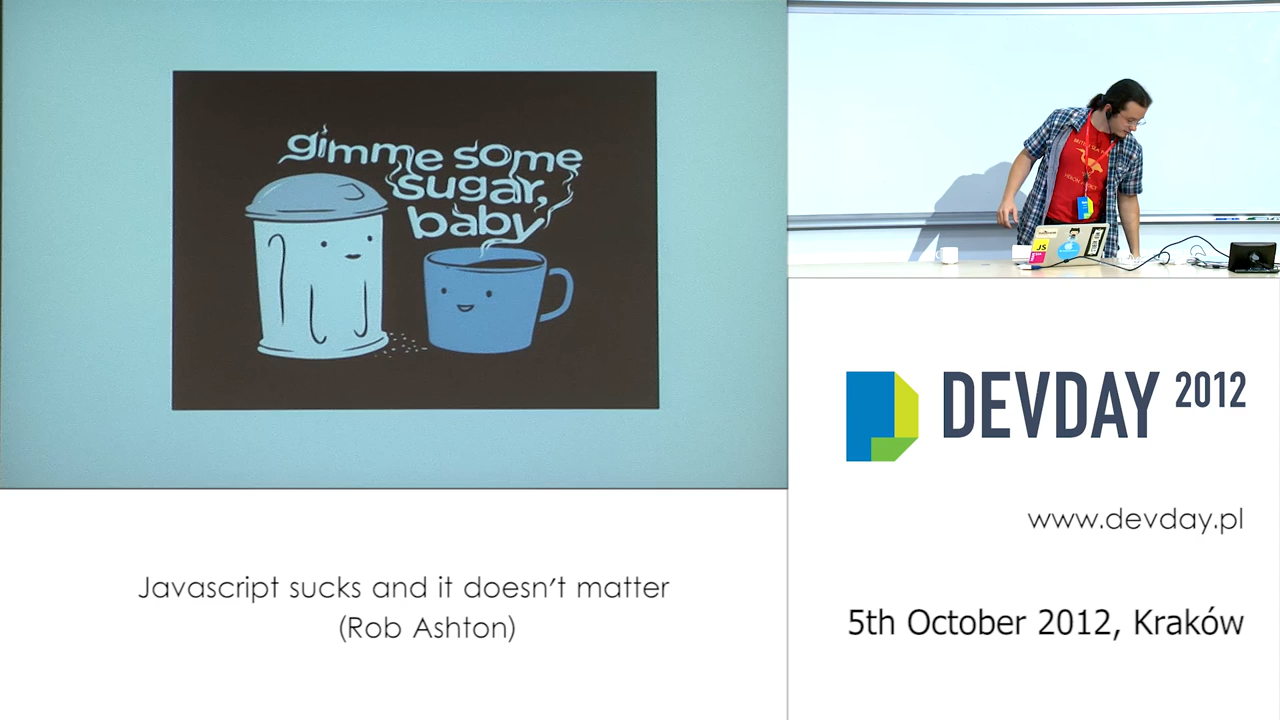 gimme some
sugar,
baby
JS
DEVDAY 2012
www.devday.pl
5th October 2012, Kraków
Javascript sucks and it doesn't matter
(Rob Ashton)